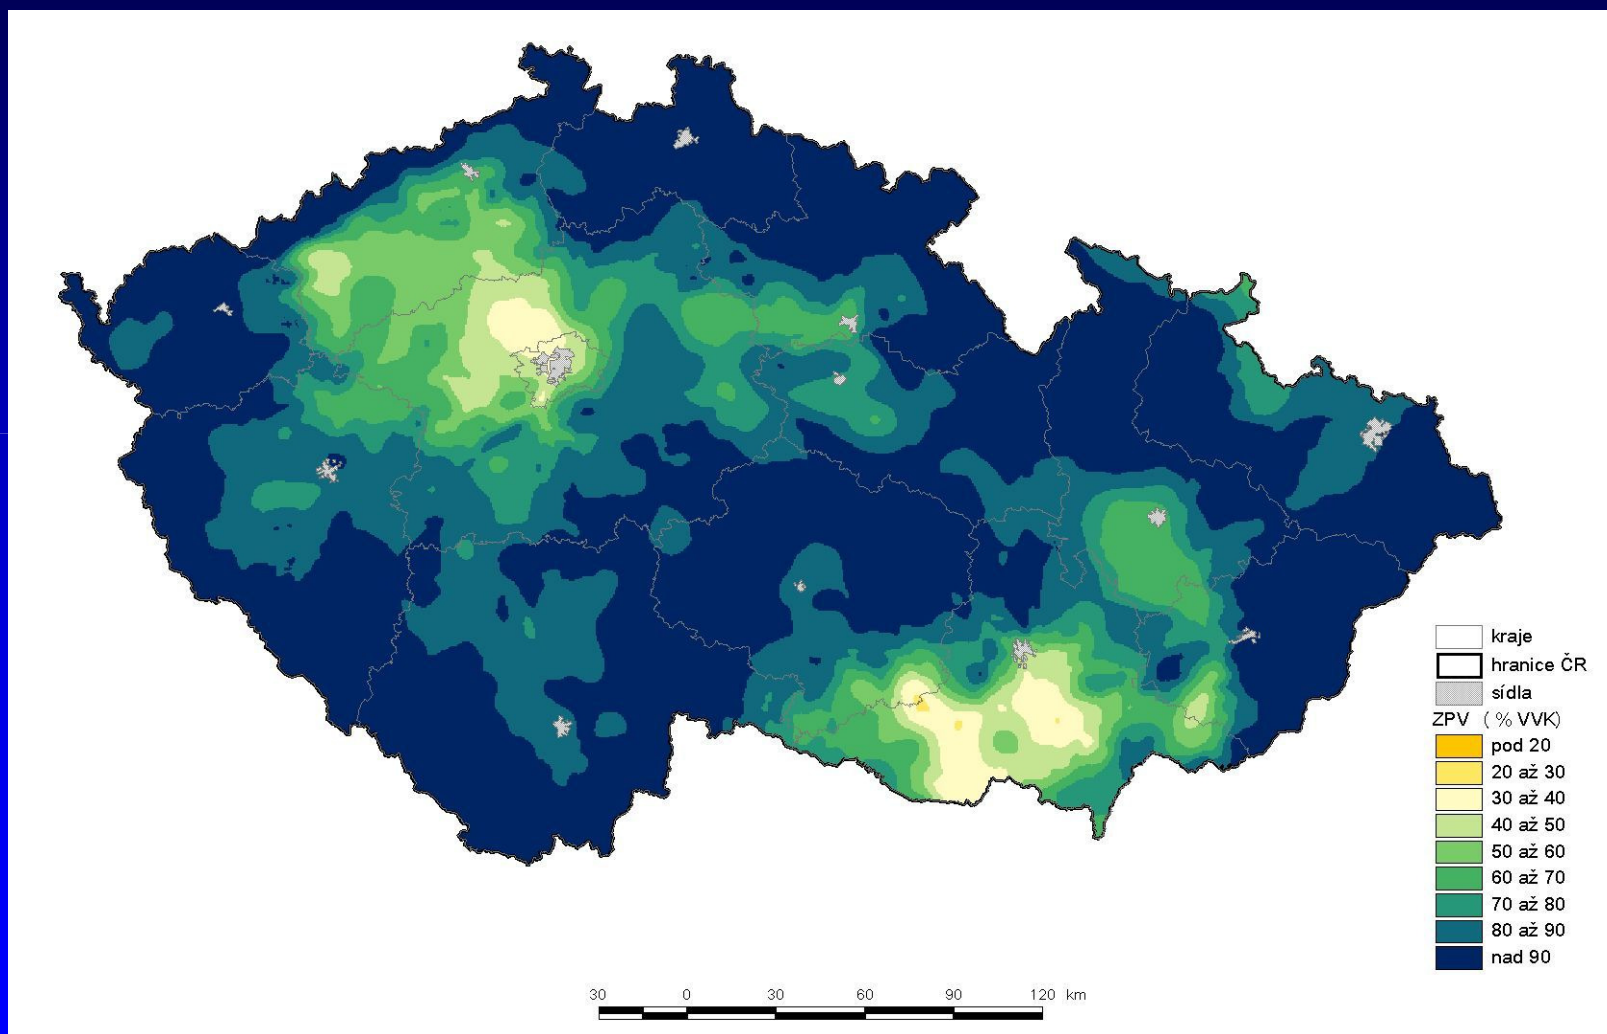 kraje
hranice ČR
sídla
ZPV ( % VVK)
pod 20
20 až 30
30 až 40
40 až 50
50 až 60
60 až 70
70 až 80
80 až 90
nad 90
30 0 30 60 90 120 km